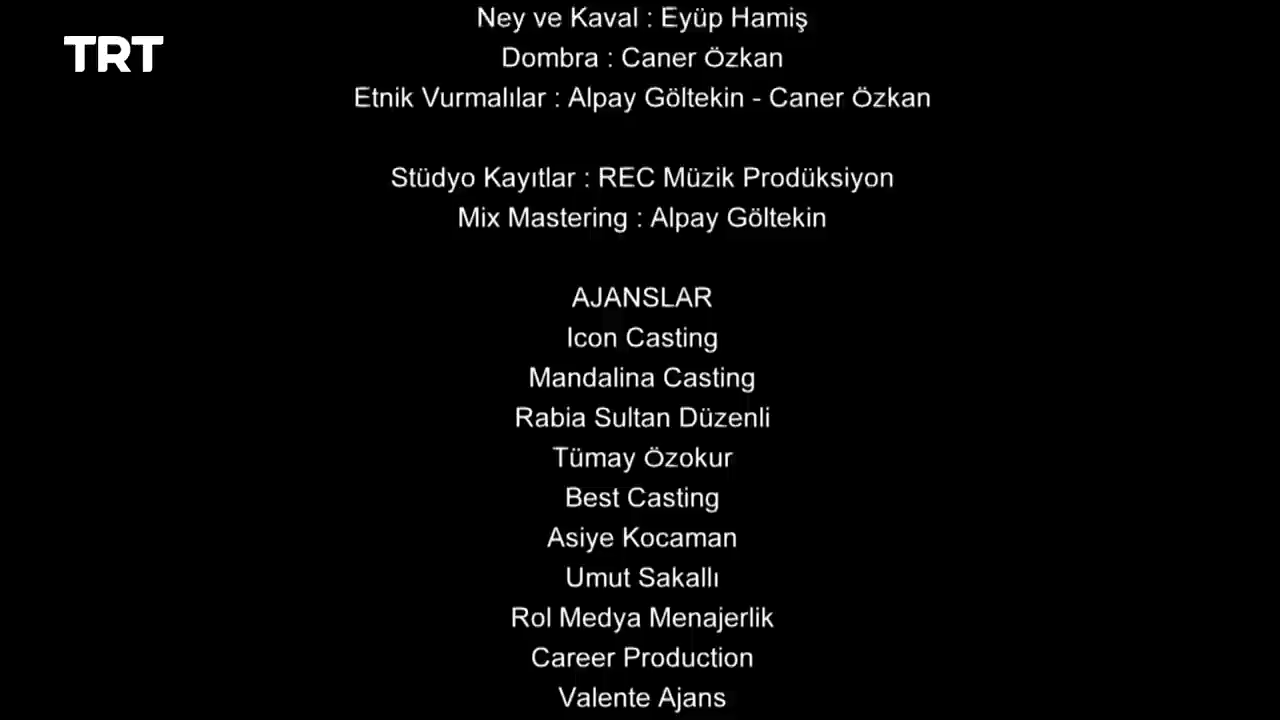 TRT
Ney ve Kaval : Eyüp Hamiş
Dombra : Caner Özkan
Etnik Vurmalılar : Alpay Göltekin - Caner Özkan
Stüdyo Kayıtlar : REC Müzik Prodüksiyon
Mix Mastering : Alpay Göltekin
AJANSLAR
Icon Casting
Mandalina Casting
Rabia Sultan Düzenli
Tümay Özokur
Best Casting
Asiye Kocaman
Umut Sakallı
Rol Medya Menajerlik
Career Production
Valente Ajans